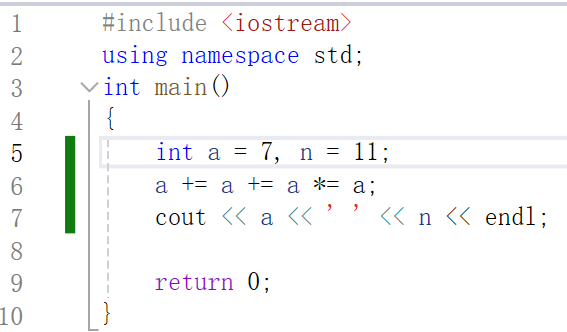 1 #include <iostream>
2 using namespace std;
3 int main()
4 {
5 int a = 7, n = 11;
6 a += a += a *= a;
7 cout << a << ' ' << n << endl;
8
9 return 0;
10 }